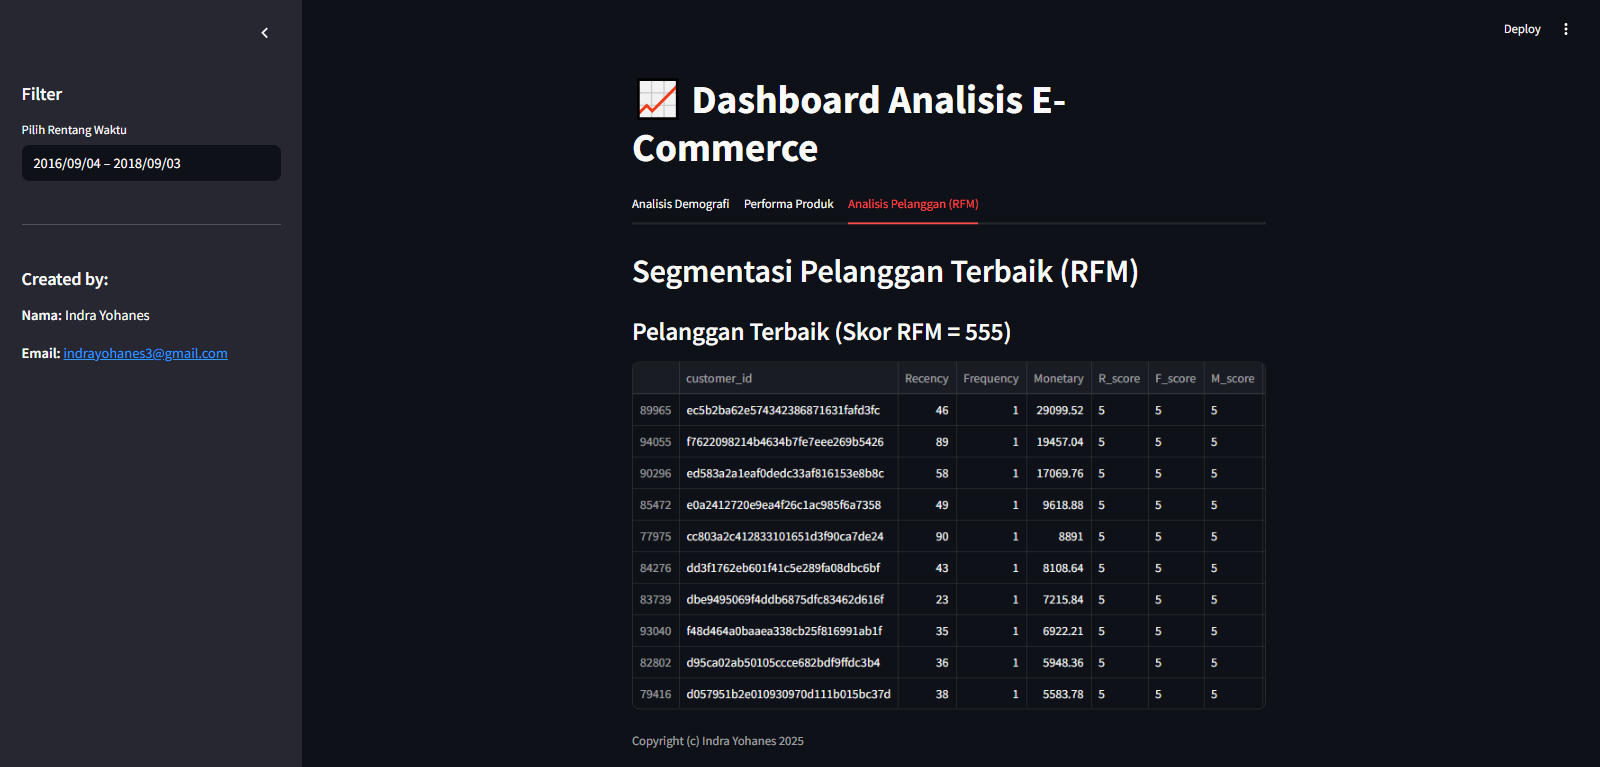 Deploy
Filter
Pilih Rentang Waktu
2016/09/04 – 2018/09/03
Created by:
Nama: Indra Yohanes
Email: indrayohanes3@gmail.com
Dashboard Analisis E-
Commerce
Analisis Demografi Performa Produk Analisis Pelanggan (RFM)
Segmentasi Pelanggan Terbaik (RFM)
Pelanggan Terbaik (Skor RFM = 555)
customer_id Recency Frequency Monetary R_score F_score M_score
89965 ec5b2ba62e574342386871631fafd3fc 46 1 29099.52 5 5 5
94055 f7622098214b4634b7fe7eee269b5426 89 1 19457.04 5 5 5
90296 ed583a2a1eaf0dedc33af816153e8b8c 58 1 17069.76 5 5 5
85472 e0a2412720e9ea4f26c1ac985f6a7358 49 1 9618.88 5 5 5
77975 cc803a2c412833101651d3f90ca7de24 90 1 8891 5 5 5
84276 dd3f1762eb601f41c5e289fa08dbc6bf 43 1 8108.64 5 5 5
83739 dbe9495069f4ddb6875dfc83462d616f 23 1 7215.84 5 5 5
93040 f48d464a0baaea338cb25f816991ab1f 35 1 6922.21 5 5 5
82802 d95ca02ab50105ccce682bdf9ffdc3b4 36 1 5948.36 5 5 5
79416 d057951b2e010930970d111b015bc37d 38 1 5583.78 5 5 5
Copyright (c) Indra Yohanes 2025